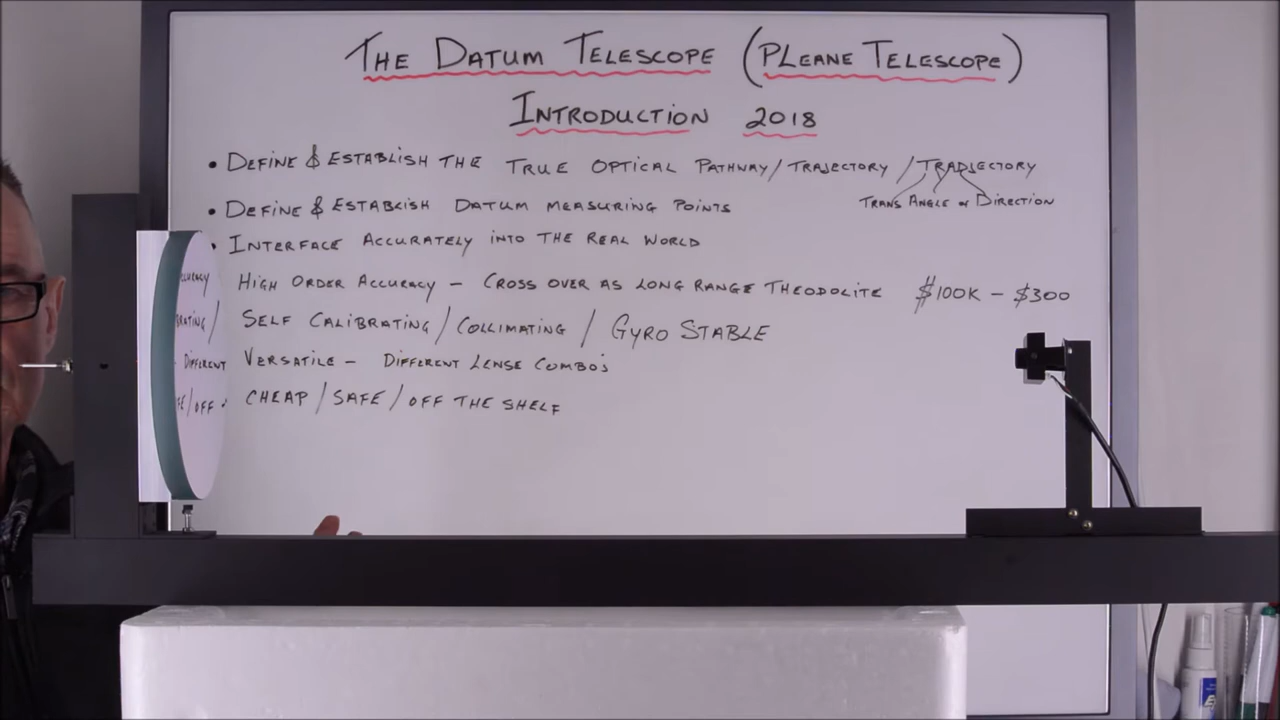 THE DATUM TELESCOPE (PLEANE TELESCOPE)
INTRODUCTION 2018
• DEFINE & ESTABLISH THE TRUE OPTICAL PATHWAY/TRAJECTORY/TRADJECTORY
TRANS ANGLE or DIRECTION
• DEFINE & ESTABLISH DATUM MEASURING POINTS
• INTERFACE ACCURATELY INTO THE REAL WORLD
HIGH ORDER ACCURACY – CROSS OVER AS LONG RANGE THEODOLITE $100K – $300
SELF CALIBRATING/COLLIMATING/GYRO STABLE
DIFFERENT
VERSATILE – DIFFERENT LENSE COMBO'S
/OFF
CHEAP/SAFE/OFF THE SHELF